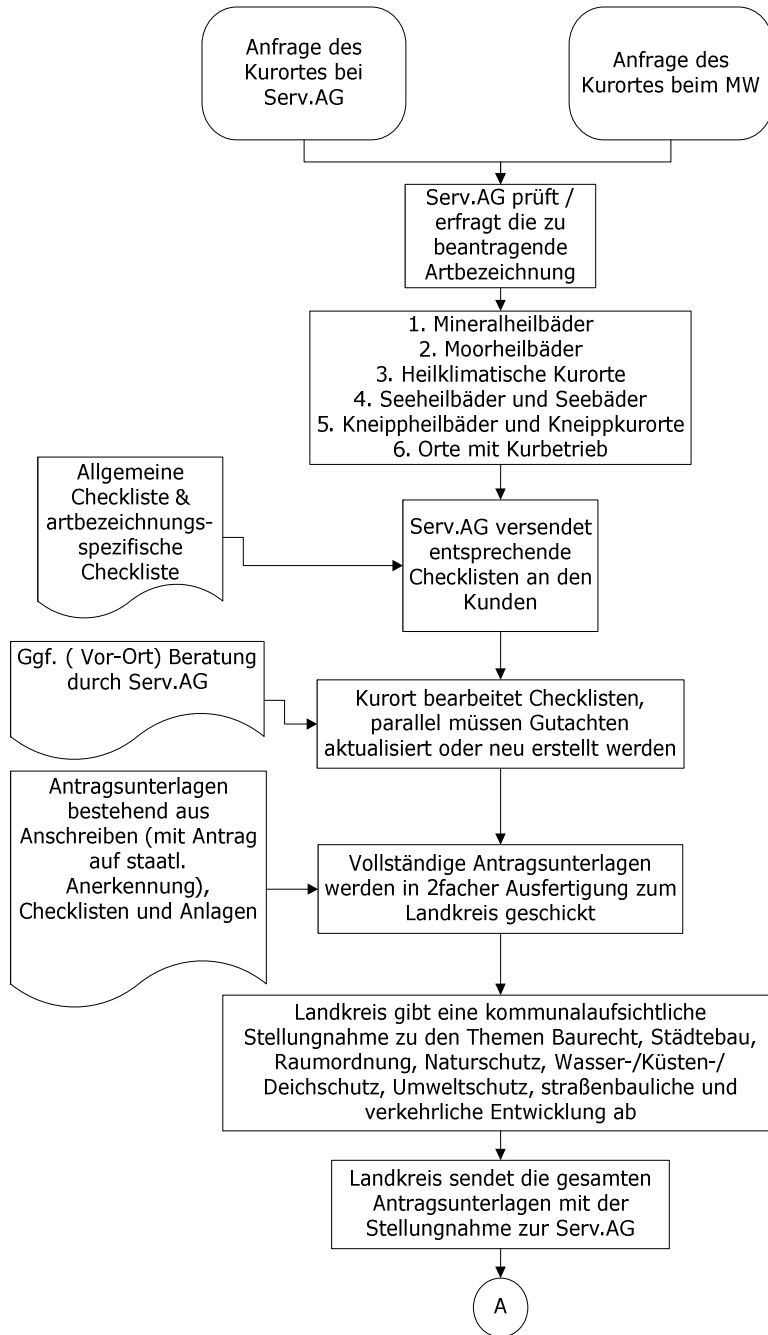 Anfrage des
Kurortes bei
Serv.AG
Anfrage des
Kurortes beim MW
Serv.AG prüft /
erfragt die zu
beantragende
Artbezeichnung
1. Mineralheilbäder
2. Moorheilbäder
3. Heilklimatische Kurorte
4. Seeheilbäder und Seebäder
5. Kneippheilbäder und Kneippkurorte
6. Orte mit Kurbetrieb
Allgemeine
Checkliste &
artbezeichnungs-
spezifische
Checkliste
Serv.AG versendet
entsprechende
Checklisten an den
Kunden
Ggf. ( Vor-Ort) Beratung
durch Serv.AG
Kurort bearbeitet Checklisten,
parallel müssen Gutachten
aktualisiert oder neu erstellt werden
Antragsunterlagen
bestehend aus
Anschreiben (mit Antrag
auf staatl.
Anerkennung),
Checklisten und Anlagen
Vollständige Antragsunterlagen
werden in 2facher Ausfertigung zum
Landkreis geschickt
Landkreis gibt eine kommunalaufsichtliche
Stellungnahme zu den Themen Baurecht, Städtebau,
Raumordnung, Naturschutz, Wasser-/Küsten-/
Deichschutz, Umweltschutz, straßenbauliche und
verkehrliche Entwicklung ab
Landkreis sendet die gesamten
Antragsunterlagen mit der
Stellungnahme zur Serv.AG
A